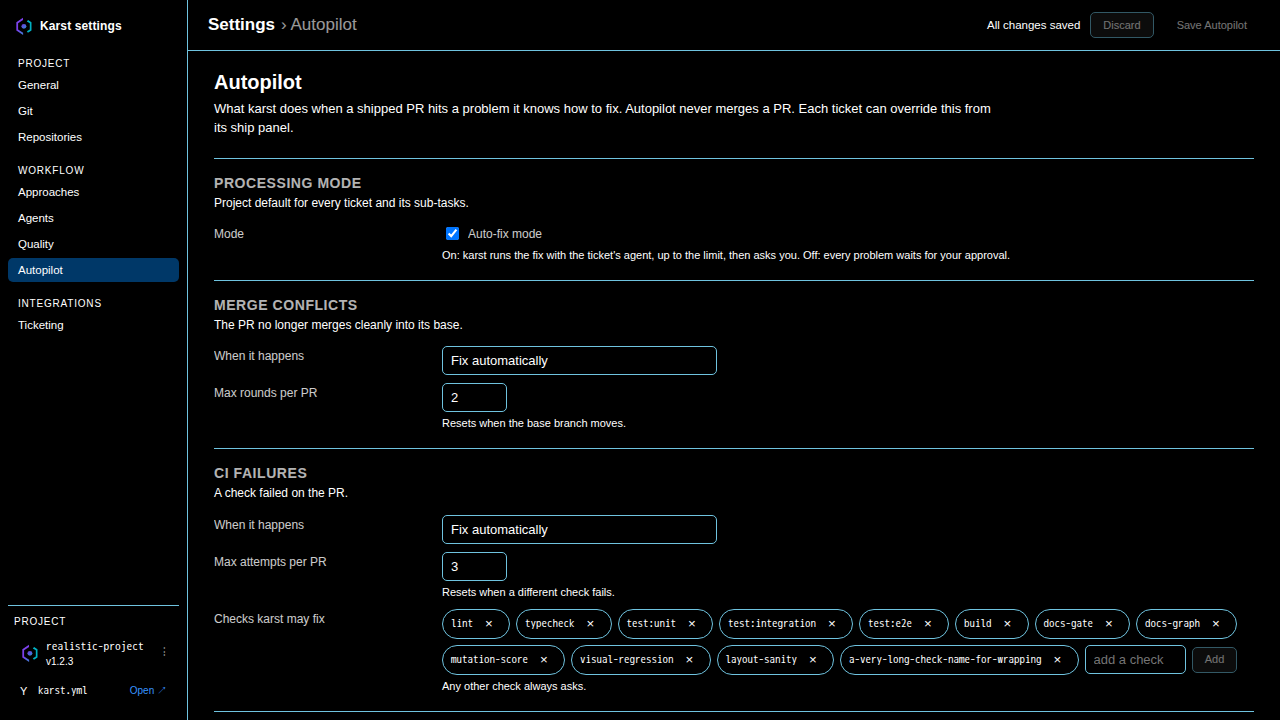 Karst settings
PROJECT
General
Git
Repositories
WORKFLOW
Approaches
Agents
Quality
Autopilot
INTEGRATIONS
Ticketing
PROJECT
realistic-project
v1.2.3
Y karst.yml Open ↗
Settings › Autopilot
All changes saved Discard Save Autopilot
Autopilot
What karst does when a shipped PR hits a problem it knows how to fix. Autopilot never merges a PR. Each ticket can override this from
its ship panel.
PROCESSING MODE
Project default for every ticket and its sub-tasks.
Mode Auto-fix mode
On: karst runs the fix with the ticket's agent, up to the limit, then asks you. Off: every problem waits for your approval.
MERGE CONFLICTS
The PR no longer merges cleanly into its base.
When it happens Fix automatically
Max rounds per PR 2
Resets when the base branch moves.
CI FAILURES
A check failed on the PR.
When it happens Fix automatically
Max attempts per PR 3
Resets when a different check fails.
Checks karst may fix lint × typecheck × test:unit × test:integration × test:e2e × build × docs-gate × docs-graph ×
mutation-score × visual-regression × layout-sanity × a-very-long-check-name-for-wrapping × add a check Add
Any other check always asks.